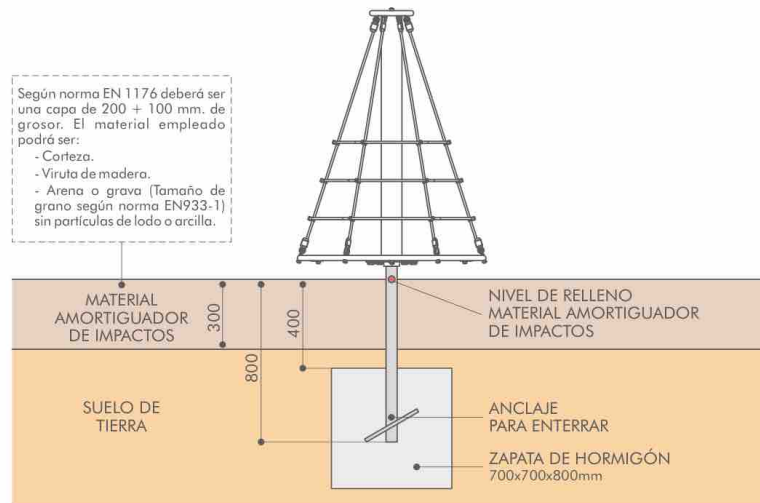 Según norma EN 1176 deberá ser
una capa de 200 + 100 mm. de
grosor. El material empleado
podrá ser:
- Corteza.
- Viruta de madera.
- Arena o grava (Tamaño de
grano según norma EN933-1)
sin partículas de lodo o arcilla.
MATERIAL
AMORTIGUADOR
DE IMPACTOS
300
800
400
NIVEL DE RELLENO
MATERIAL AMORTIGUADOR
DE IMPACTOS
SUELO DE
TIERRA
ANCLAJE
PARA ENTERRAR
ZAPATA DE HORMIGÓN
700x700x800mm